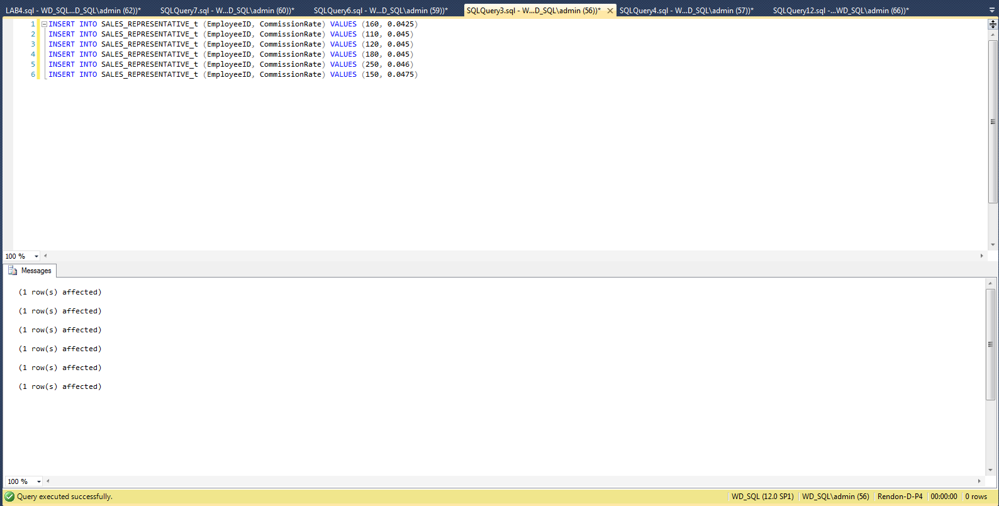 LAB4.sql - WD_SQL...D_SQL\admin (62))* SQLQuery7.sql - W...D_SQL\admin (60))* SQLQuery6.sql - W...D_SQL\admin (59))* SQLQuery3.sql - W...D_SQL\admin (56))* SQLQuery4.sql - W...D_SQL\admin (57))* SQLQuery12.sql -...WD_SQL\admin (66))*
1 INSERT INTO SALES_REPRESENTATIVE_t (EmployeeID, CommissionRate) VALUES (160, 0.0425)
2 INSERT INTO SALES_REPRESENTATIVE_t (EmployeeID, CommissionRate) VALUES (110, 0.045)
3 INSERT INTO SALES_REPRESENTATIVE_t (EmployeeID, CommissionRate) VALUES (120, 0.045)
4 INSERT INTO SALES_REPRESENTATIVE_t (EmployeeID, CommissionRate) VALUES (180, 0.045)
5 INSERT INTO SALES_REPRESENTATIVE_t (EmployeeID, CommissionRate) VALUES (250, 0.046)
6 INSERT INTO SALES_REPRESENTATIVE_t (EmployeeID, CommissionRate) VALUES (150, 0.0475)
100 %
Messages
(1 row(s) affected)
(1 row(s) affected)
(1 row(s) affected)
(1 row(s) affected)
(1 row(s) affected)
(1 row(s) affected)
100 %
Query executed successfully. WD_SQL (12.0 SP1) WD_SQL\admin (56) Rendon-D-P4 00:00:00 0 rows